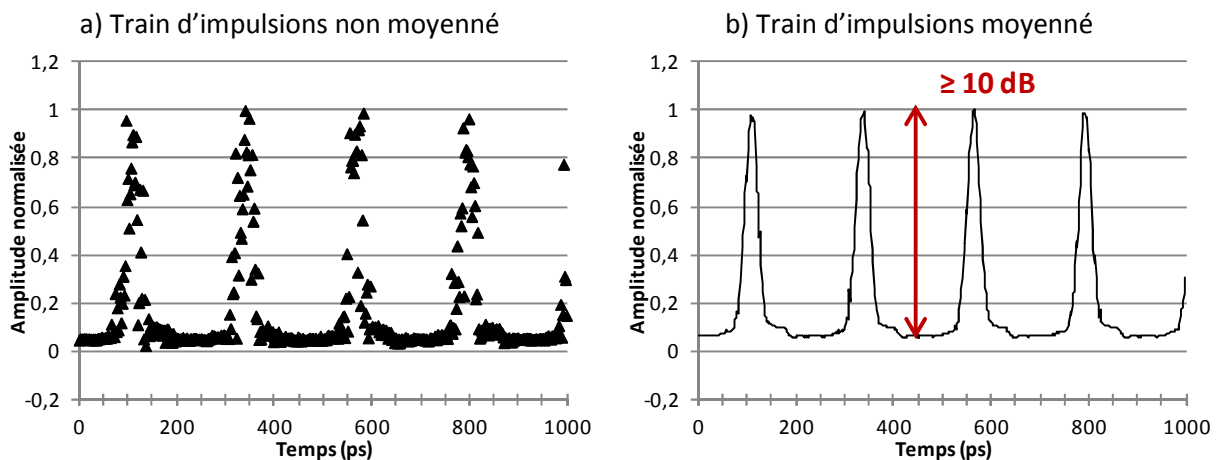 a) Train d’impulsions non moyenné
1,2
1
0,8
0,6
0,4
0,2
0
-0,2
Amplitude normalisée
0 200 400 600 800 1000
Temps (ps)
b) Train d’impulsions moyenné
≥ 10 dB
1,2
1
0,8
0,6
0,4
0,2
0
-0,2
Amplitude normalisée
0 200 400 600 800 1000
Temps (ps)